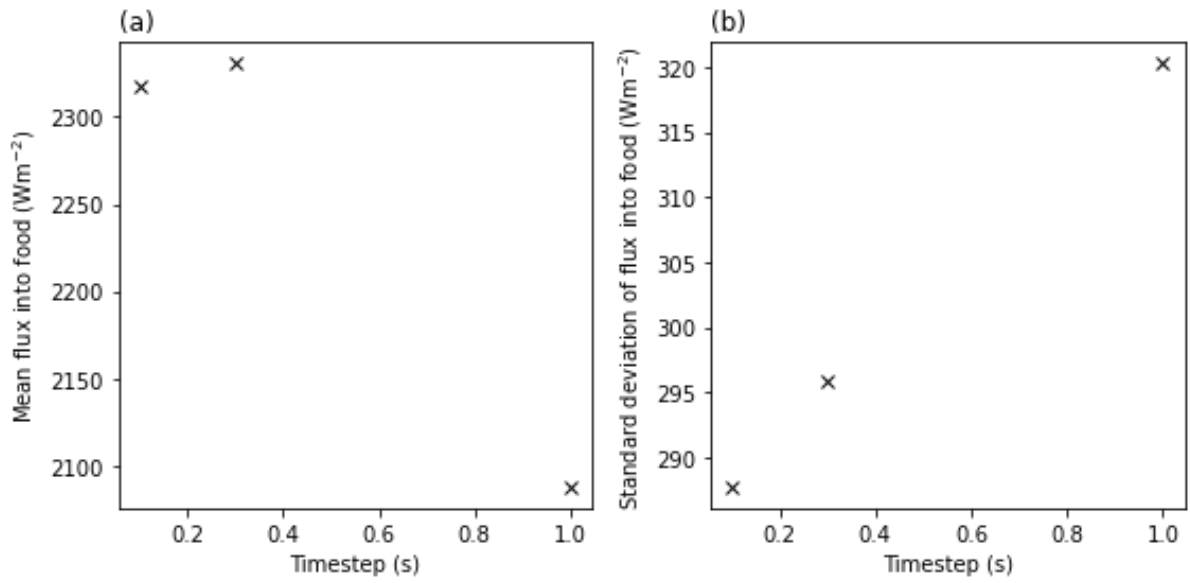 (a)
Mean flux into food (Wm⁻²)
2300
2250
2200
2150
2100
0.2 0.4 0.6 0.8 1.0
Timestep (s)
(b)
Standard deviation of flux into food (Wm⁻²)
320
315
310
305
300
295
290
0.2 0.4 0.6 0.8 1.0
Timestep (s)